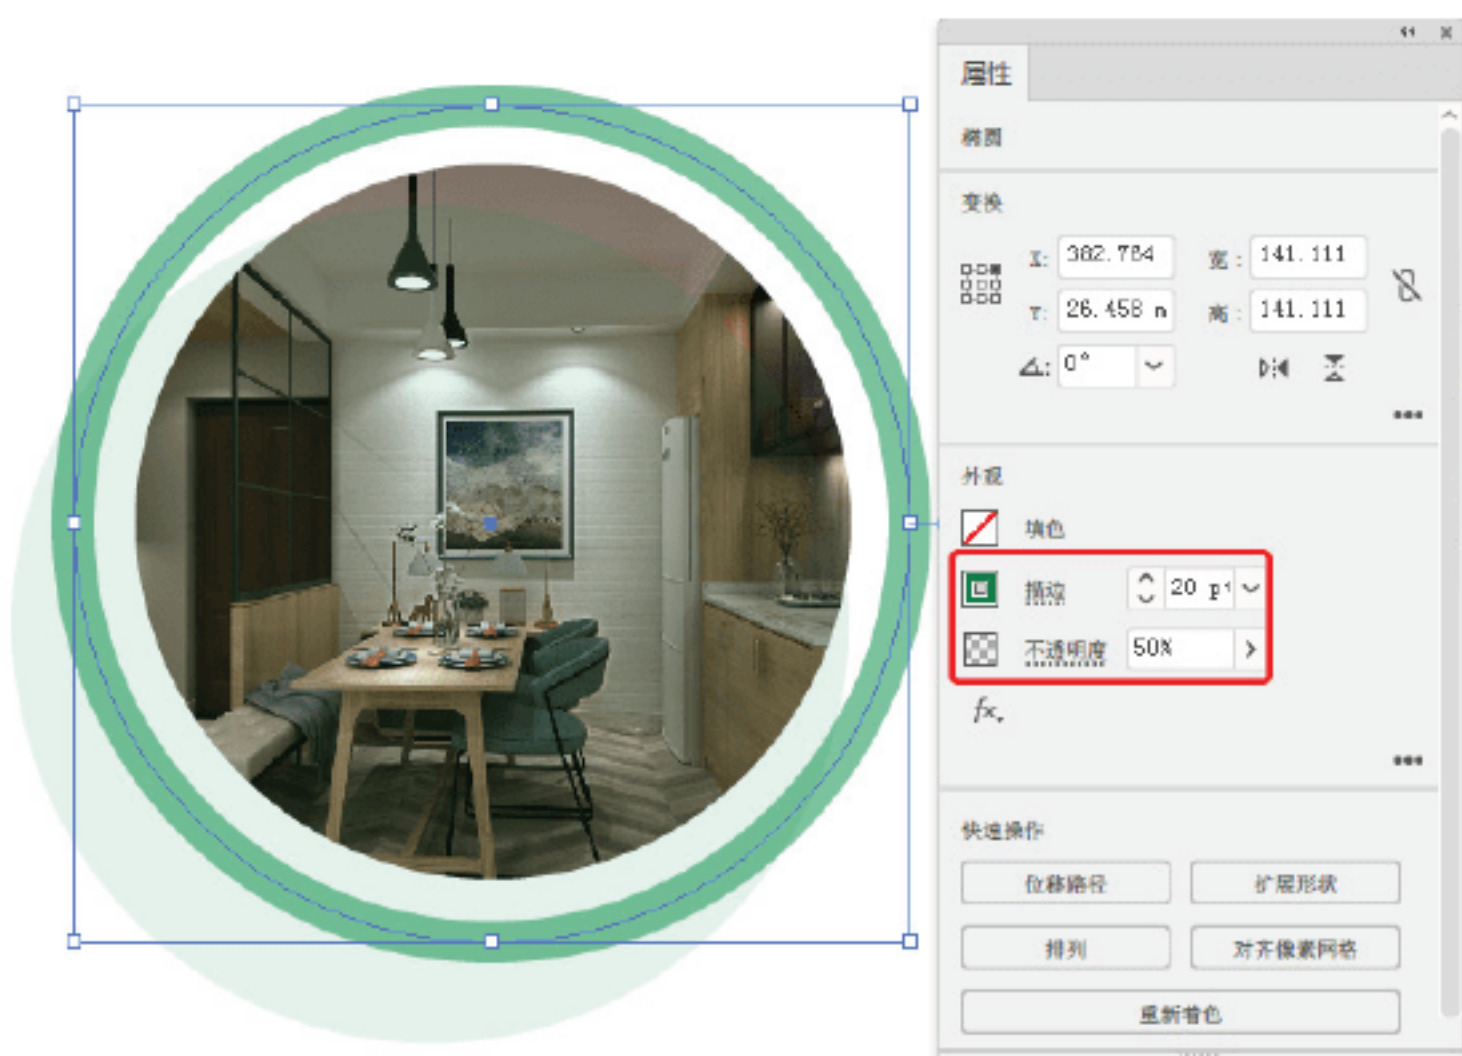 属性
椭圆
变换
X: 382.764 宽: 141.111
Y: 26.458 m 高: 141.111
0°
外观
填色
描边 20 pt
不透明度 50%
fx.
快速操作
位移路径 扩展形状
排列 对齐像素网格
重新着色